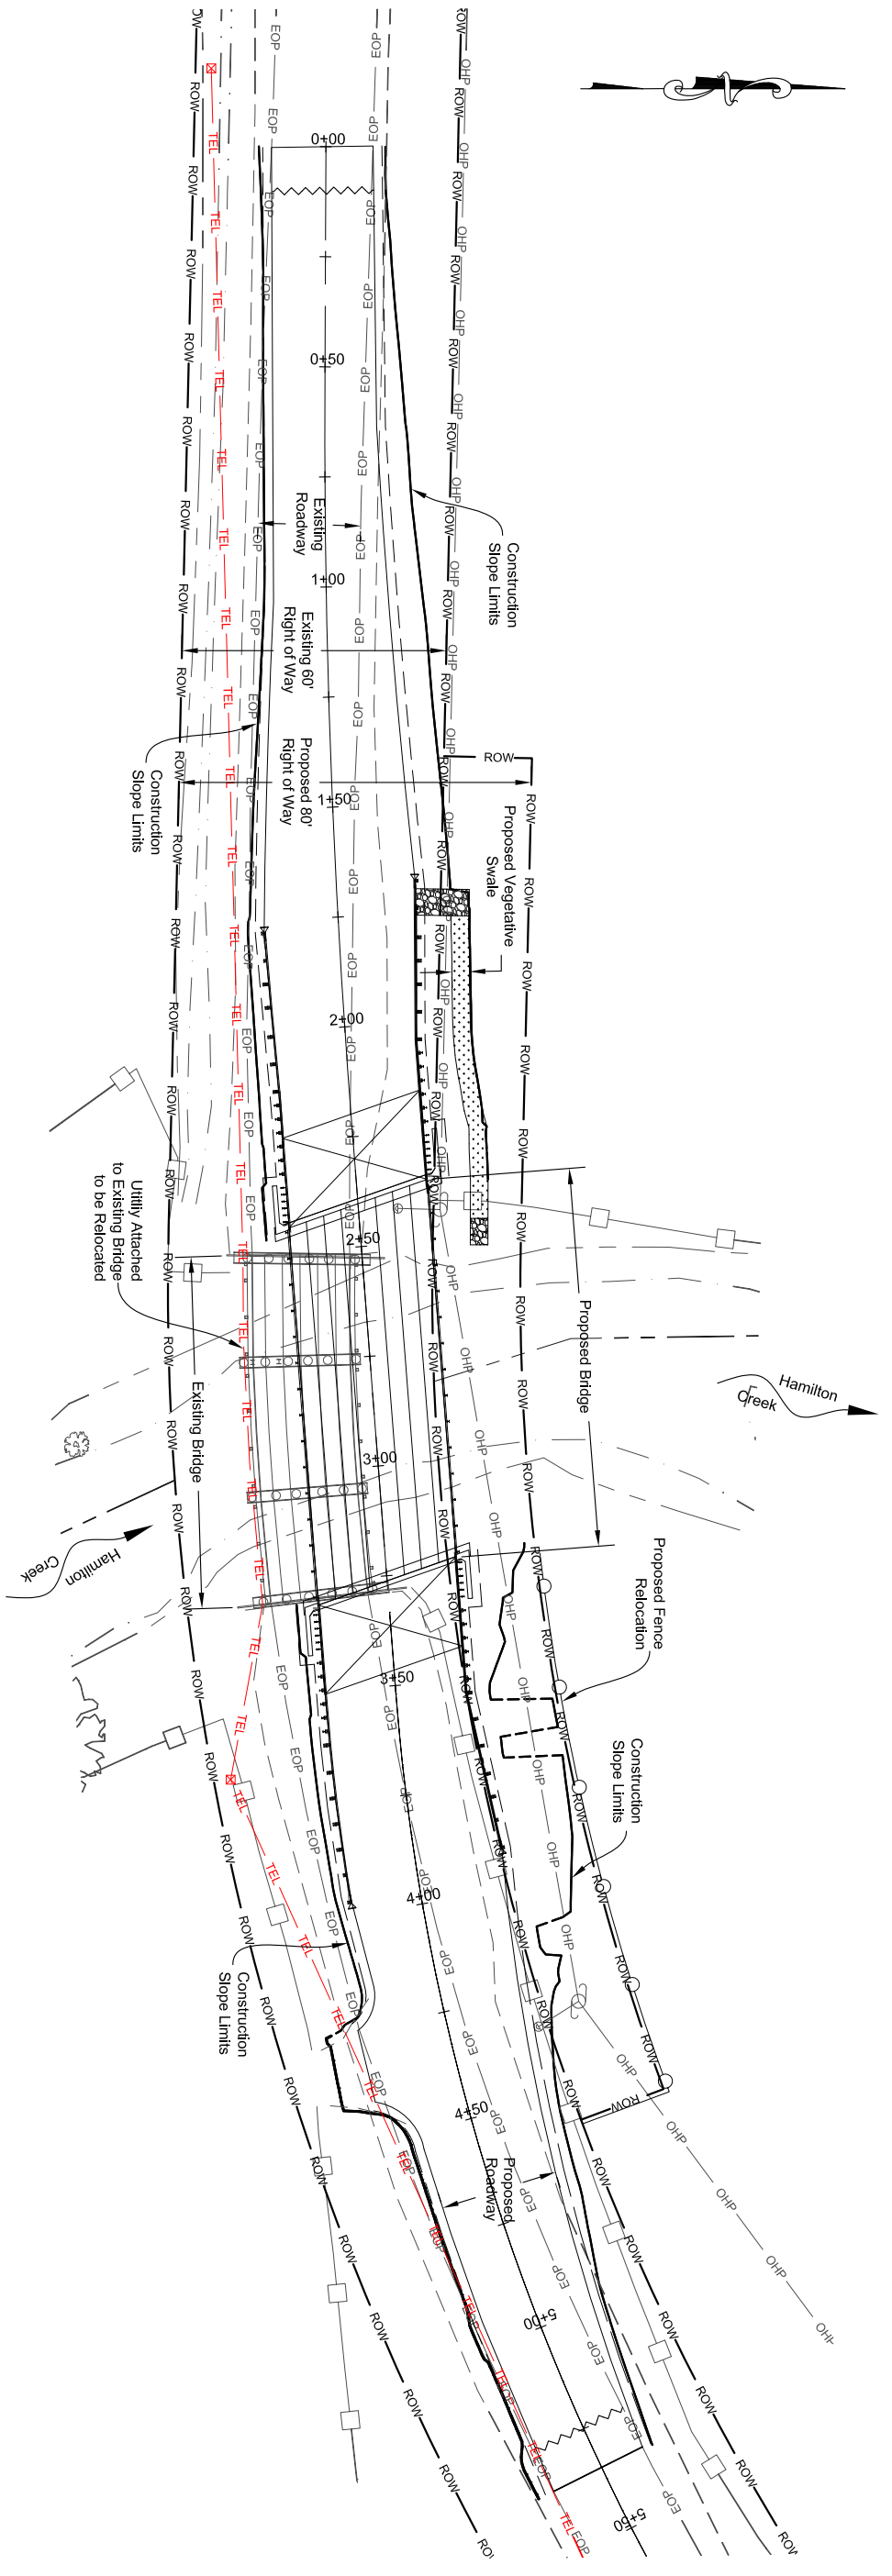 0+00
0+50
Existing
Roadway
Construction
Slope Limits
1+00
Existing 60'
Right of Way
Proposed 80'
Right of Way
1+50
Construction
Slope Limits
Proposed Vegetative
Swale
2+00
Utitliy Attached
to Existing Bridge
to be Relocated
2+50
Proposed Bridge
Existing Bridge
Hamilton
Creek
3+00
Hamilton
Creek
Proposed Fence
Relocation
3+50
Construction
Slope Limits
4+00
Construction
Slope Limits
4+50
Proposed
Roadway
5+00
5+50
ROW
OHP
EOP
TEL